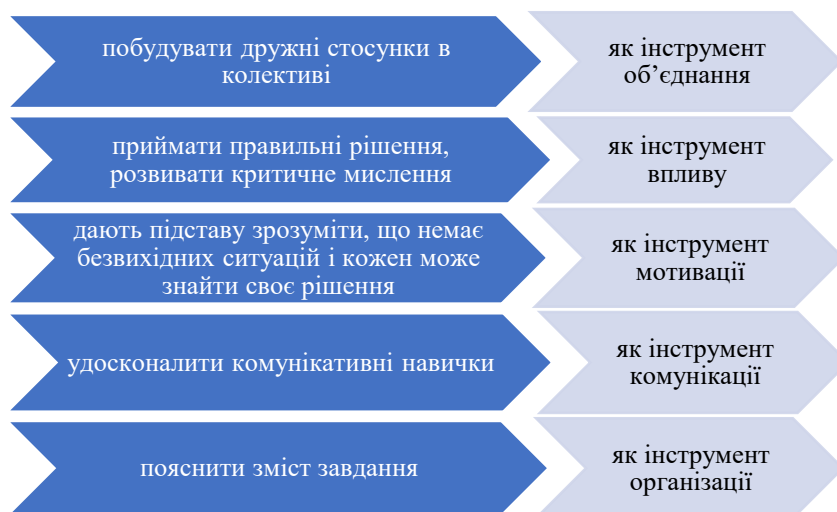 побудувати дружні стосунки в
колективі
як інструмент
об’єднання
приймати правильні рішення,
розвивати критичне мислення
як інструмент
впливу
дають підставу зрозуміти, що немає
безвихідних ситуацій і кожен може
знайти своє рішення
як інструмент
мотивації
удосконалити комунікативні навички
як інструмент
комунікації
пояснити зміст завдання
як інструмент
організації